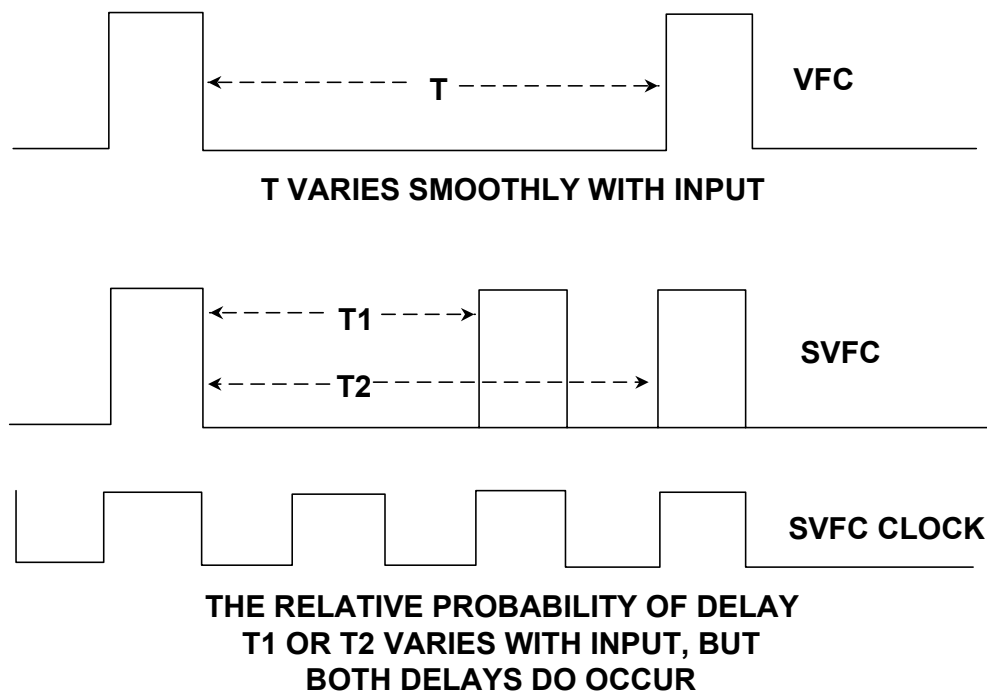 VFC
T
T VARIES SMOOTHLY WITH INPUT
T1
SVFC
T2
SVFC CLOCK
THE RELATIVE PROBABILITY OF DELAY
T1 OR T2 VARIES WITH INPUT, BUT
BOTH DELAYS DO OCCUR